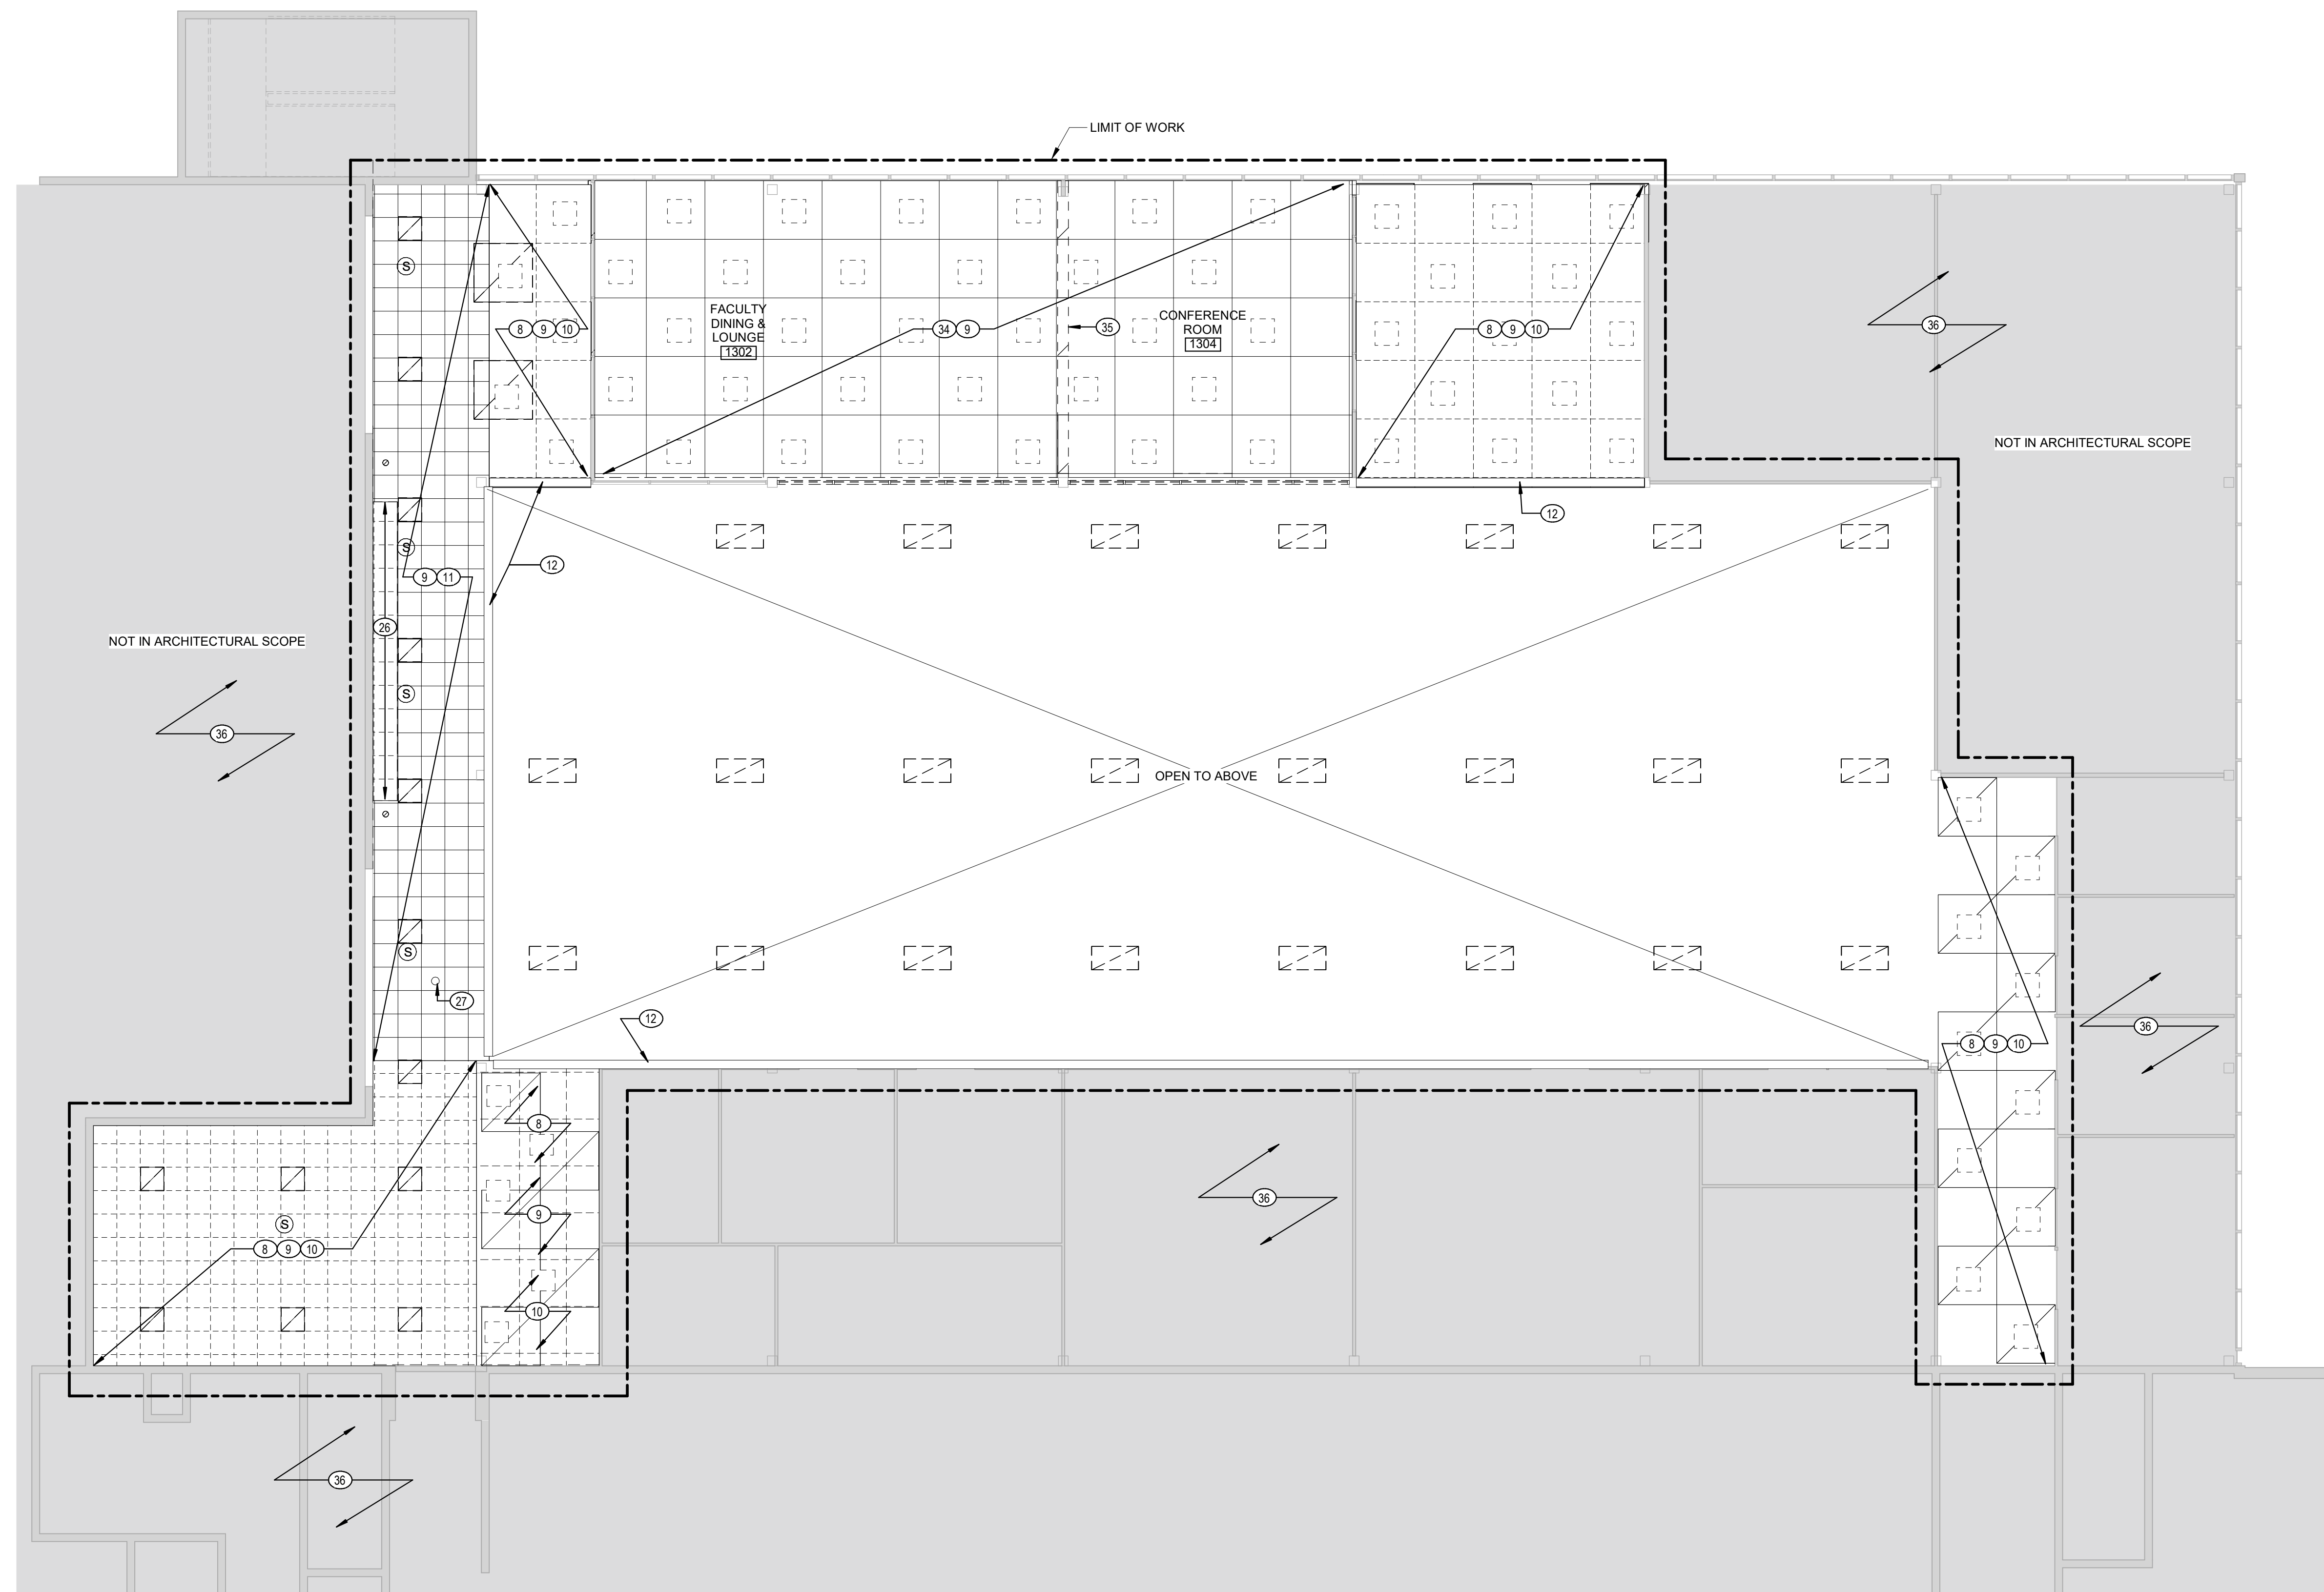 LIMIT OF WORK
S
FACULTY
DINING &
LOUNGE
1302
CONFERENCE
ROOM
1304
8 9 10
34 9
35
8 9 10
36
NOT IN ARCHITECTURAL SCOPE
12
S
12
9 11
26
NOT IN ARCHITECTURAL SCOPE
S
36
OPEN TO ABOVE
S
27
12
36
8 9 10
8
36
9
S
8 9 10
10
36